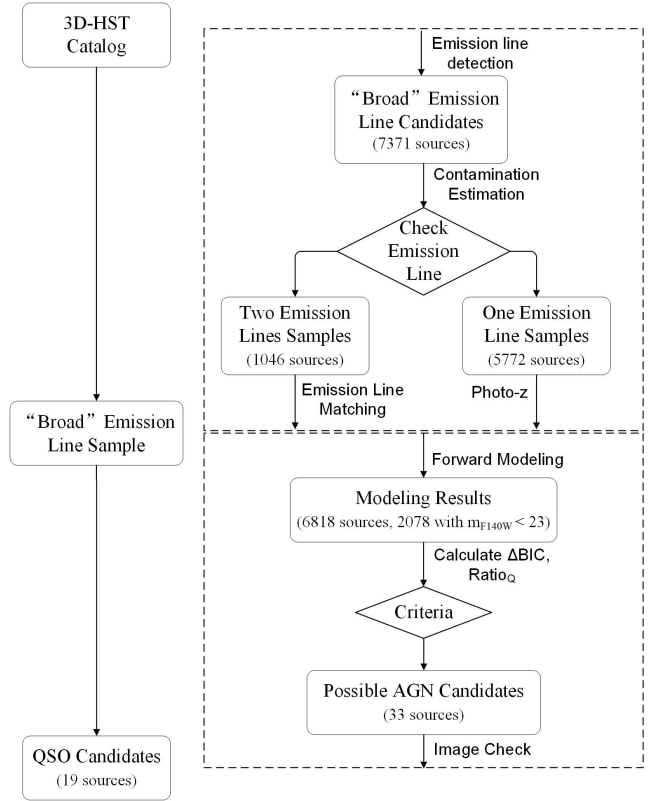 3D-HST
Catalog
Emission line
detection
“Broad” Emission
Line Candidates
(7371 sources)
Contamination
Estimation
Check
Emission
Line
Two Emission
Lines Samples
(1046 sources)
One Emission
Line Samples
(5772 sources)
Emission Line
Matching
Photo-z
“Broad” Emission
Line Sample
Forward Modeling
Modeling Results
(6818 sources, 2078 with mF140W < 23)
Calculate ΔBIC,
RatioQ
Criteria
Possible AGN Candidates
(33 sources)
Image Check
QSO Candidates
(19 sources)